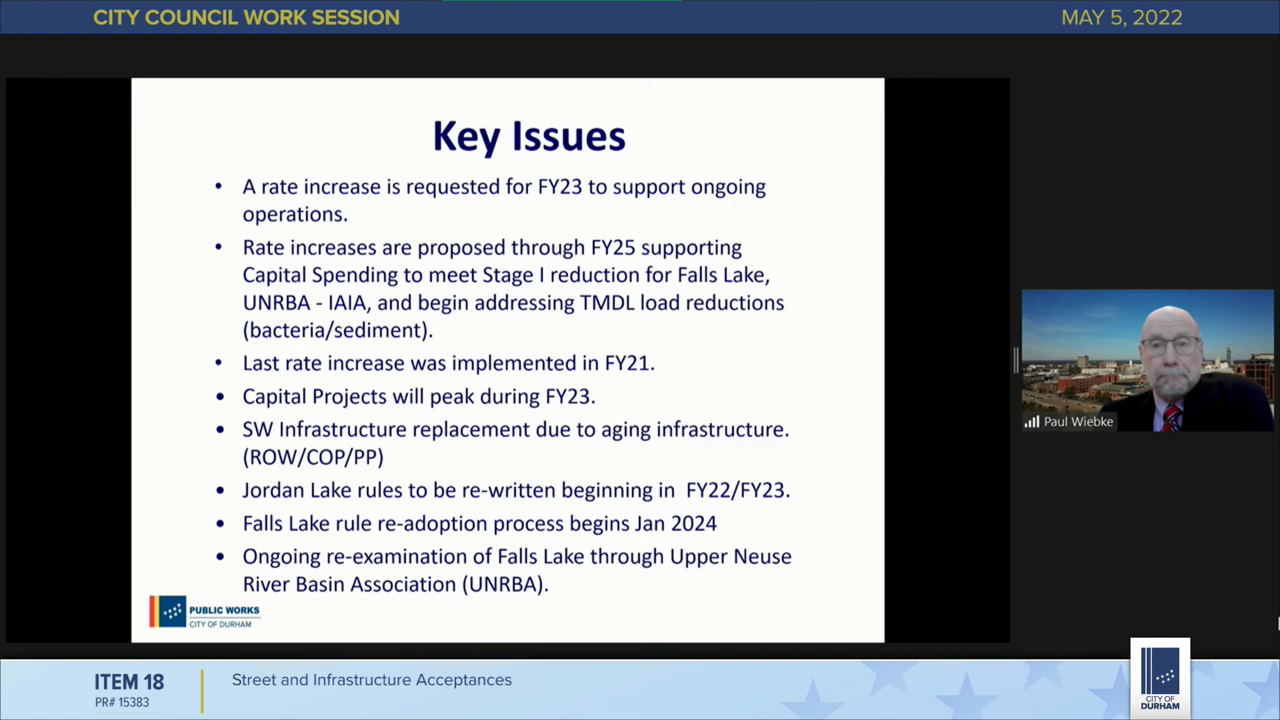 CITY COUNCIL WORK SESSION
MAY 5, 2022
Key Issues
• A rate increase is requested for FY23 to support ongoing
operations.
• Rate increases are proposed through FY25 supporting
Capital Spending to meet Stage I reduction for Falls Lake,
UNRBA - IAIA, and begin addressing TMDL load reductions
(bacteria/sediment).
• Last rate increase was implemented in FY21.
• Capital Projects will peak during FY23.
• SW Infrastructure replacement due to aging infrastructure.
(ROW/COP/PP)
• Jordan Lake rules to be re-written beginning in FY22/FY23.
• Falls Lake rule re-adoption process begins Jan 2024
• Ongoing re-examination of Falls Lake through Upper Neuse
River Basin Association (UNRBA).
PUBLIC WORKS
CITY OF DURHAM
Paul Wiebke
ITEM 18
PR# 15383
Street and Infrastructure Acceptances
CITY OF
DURHAM